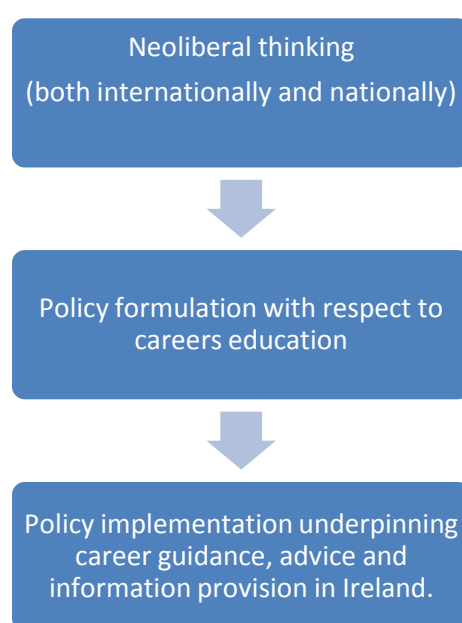 Neoliberal thinking
(both internationally and nationally)
Policy formulation with respect to
careers education
Policy implementation underpinning
career guidance, advice and
information provision in Ireland.